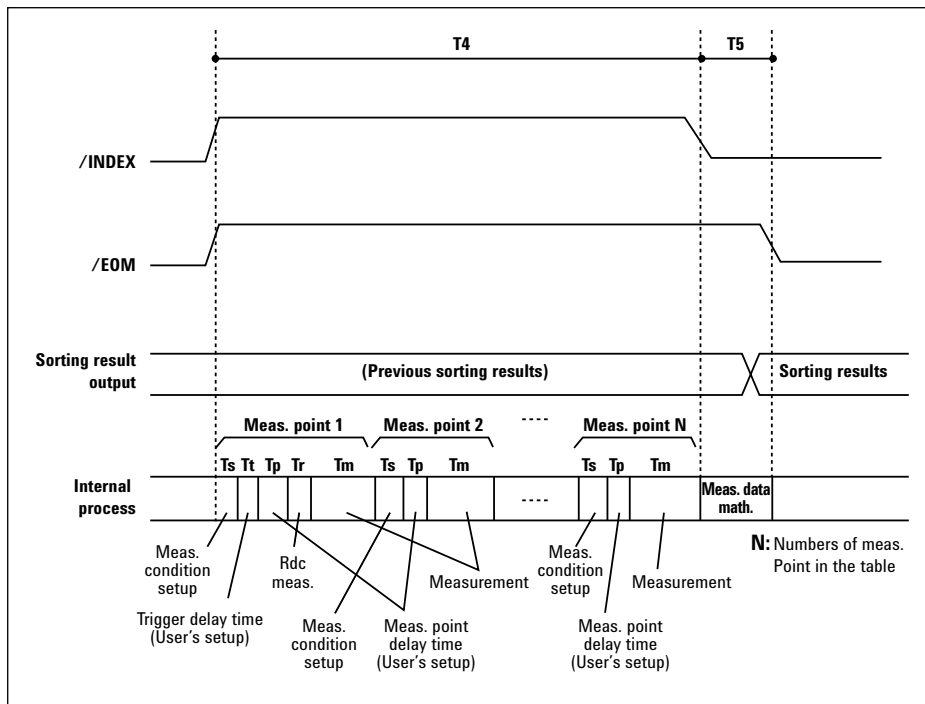 T4 T5
/INDEX
/EOM
Sorting result
output
(Previous sorting results)
Sorting results
Meas. point 1 Meas. point 2 Meas. point N
Ts Tt Tp Tr Tm Ts Tp Tm Ts Tp Tm
Internal
process
Meas. data
math.
N: Numbers of meas.
Point in the table
Meas.
condition
setup
Trigger delay time
(User's setup)
Rdc
meas.
Meas.
condition
setup
Meas. point
delay time
(User's setup)
Measurement
Meas.
condition
setup
Meas. point
delay time
(User's setup)
Measurement